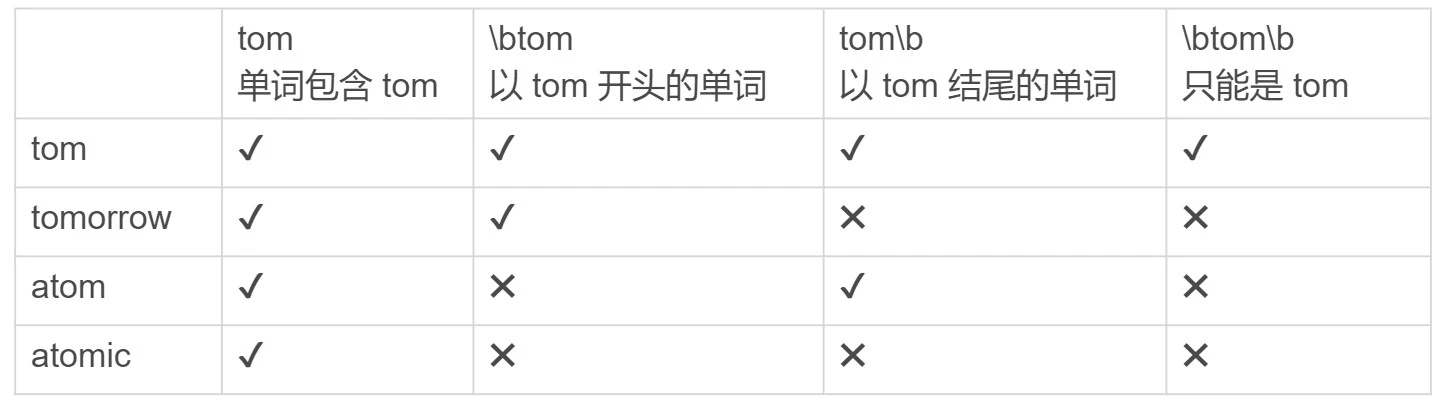 tom \btom tom\b \btom\b
单词包含 tom 以 tom 开头的单词 以 tom 结尾的单词 只能是 tom
tom ✓ ✓ ✓ ✓
tomorrow ✓ ✓ ✕ ✕
atom ✓ ✕ ✓ ✕
atomic ✓ ✕ ✕ ✕